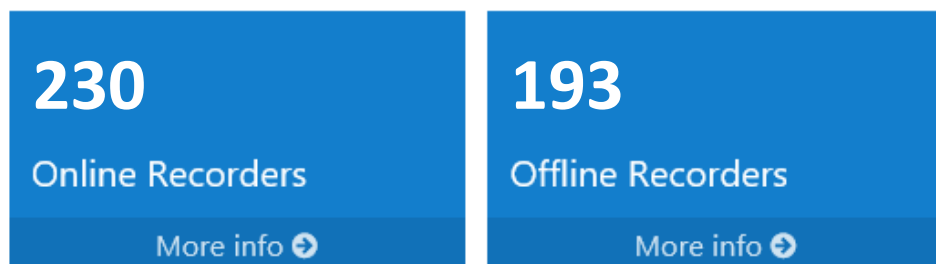 230
Online Recorders
More info
193
Offline Recorders
More info